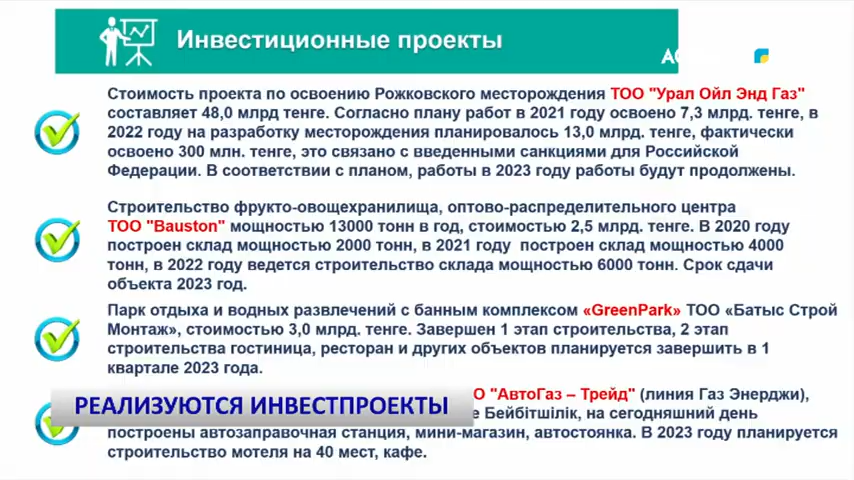 Инвестиционные проекты
Стоимость проекта по освоению Рожковского месторождения ТОО "Урал Ойл Энд Газ"
составляет 48,0 млрд тенге. Согласно плану работ в 2021 году освоено 7,3 млрд. тенге, в
2022 году на разработку месторождения планировалось 13,0 млрд. тенге, фактически
освоено 300 млн. тенге, это связано с введенными санкциями для Российской
Федерации. В соответствии с планом, работы в 2023 году работы будут продолжены.
Строительство фрукто-овощехранилища, оптово-распределительного центра
ТОО "Bauston" мощностью 13000 тонн в год, стоимостью 2,5 млрд. тенге. В 2020 году
построен склад мощностью 2000 тонн, в 2021 году построен склад мощностью 4000
тонн, в 2022 году ведется строительство склада мощностью 6000 тонн. Срок сдачи
объекта 2023 год.
Парк отдыха и водных развлечений с банным комплексом «GreenPark» ТОО «Батыс Строй
Монтаж», стоимостью 3,0 млрд. тенге. Завершен 1 этап строительства, 2 этап
строительства гостиница, ресторан и других объектов планируется завершить в 1
квартале 2023 года.
О "АвтоГаз – Трейд" (линия Газ Энерджи),
е Бейбітшілік, на сегодняшний день
построены автозаправочная станция, мини-магазин, автостоянка. В 2023 году планируется
строительство мотеля на 40 мест, кафе.
РЕАЛИЗУЮТСЯ ИНВЕСТПРОЕКТЫ